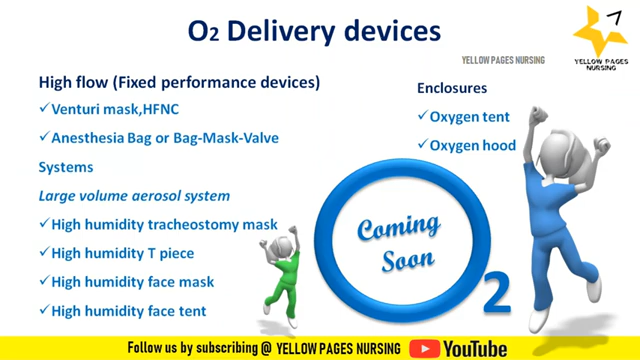 O2 Delivery devices
YELLOW PAGES NURSING
7
YELLOW PAGES
NURSING
High flow (Fixed performance devices)
✓Venturi mask,HFNC
✓Anesthesia Bag or Bag-Mask-Valve
Systems
Large volume aerosol system
✓High humidity tracheostomy mask
✓High humidity T piece
✓High humidity face mask
✓High humidity face tent
Enclosures
✓Oxygen tent
✓Oxygen hood
Coming
Soon
2
Follow us by subscribing @ YELLOW PAGES NURSING YouTube